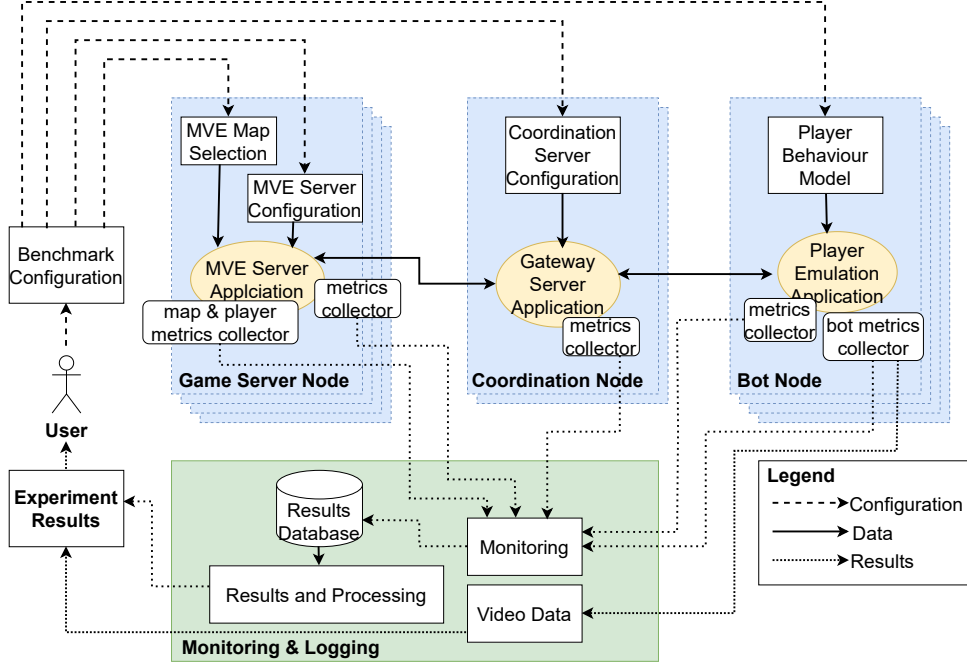 MVE Map
Selection
MVE Server
Configuration
MVE Server
Applciation
metrics
collector
map & player
metrics collector
Game Server Node
Coordination
Server
Configuration
Gateway
Server
Application
metrics
collector
Coordination Node
Player
Behaviour
Model
Player
Emulation
Application
metrics
collector
bot metrics
collector
Bot Node
Benchmark
Configuration
User
Experiment
Results
Results
Database
Monitoring
Results and Processing
Video Data
Monitoring & Logging
Legend
Configuration
Data
Results